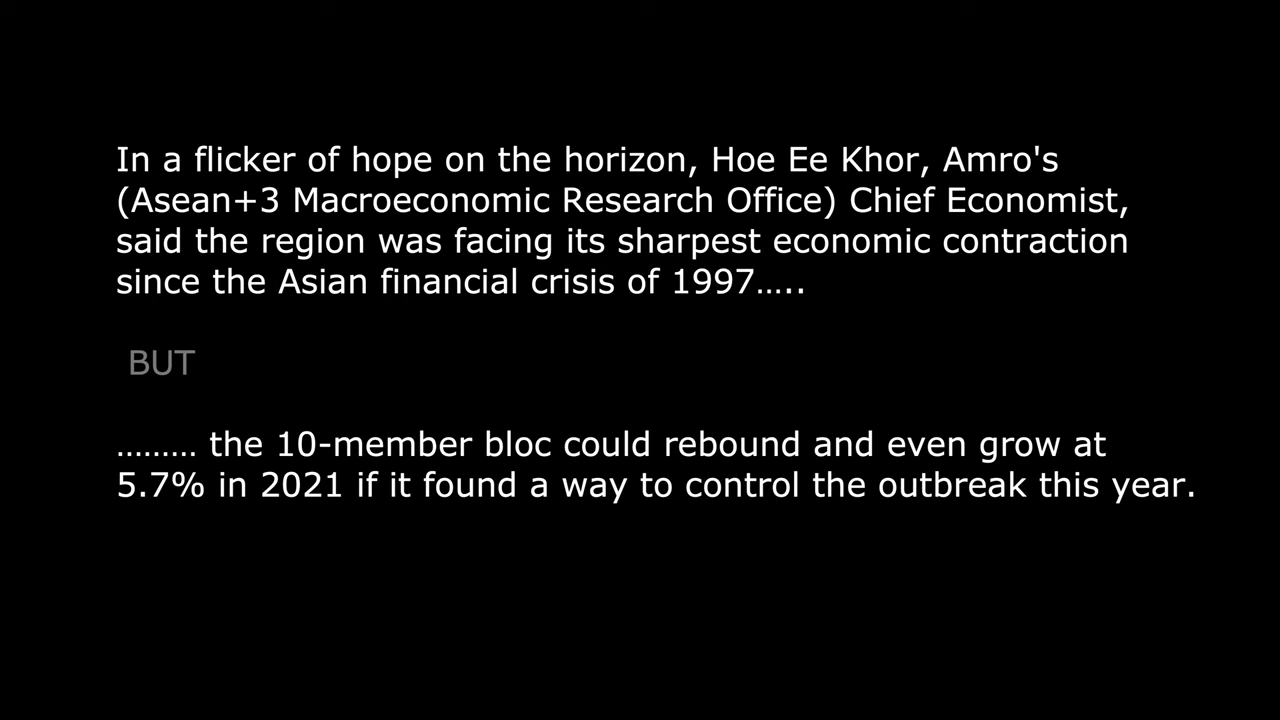 In a flicker of hope on the horizon, Hoe Ee Khor, Amro's
(Asean+3 Macroeconomic Research Office) Chief Economist,
said the region was facing its sharpest economic contraction
since the Asian financial crisis of 1997…..
BUT
……… the 10-member bloc could rebound and even grow at
5.7% in 2021 if it found a way to control the outbreak this year.